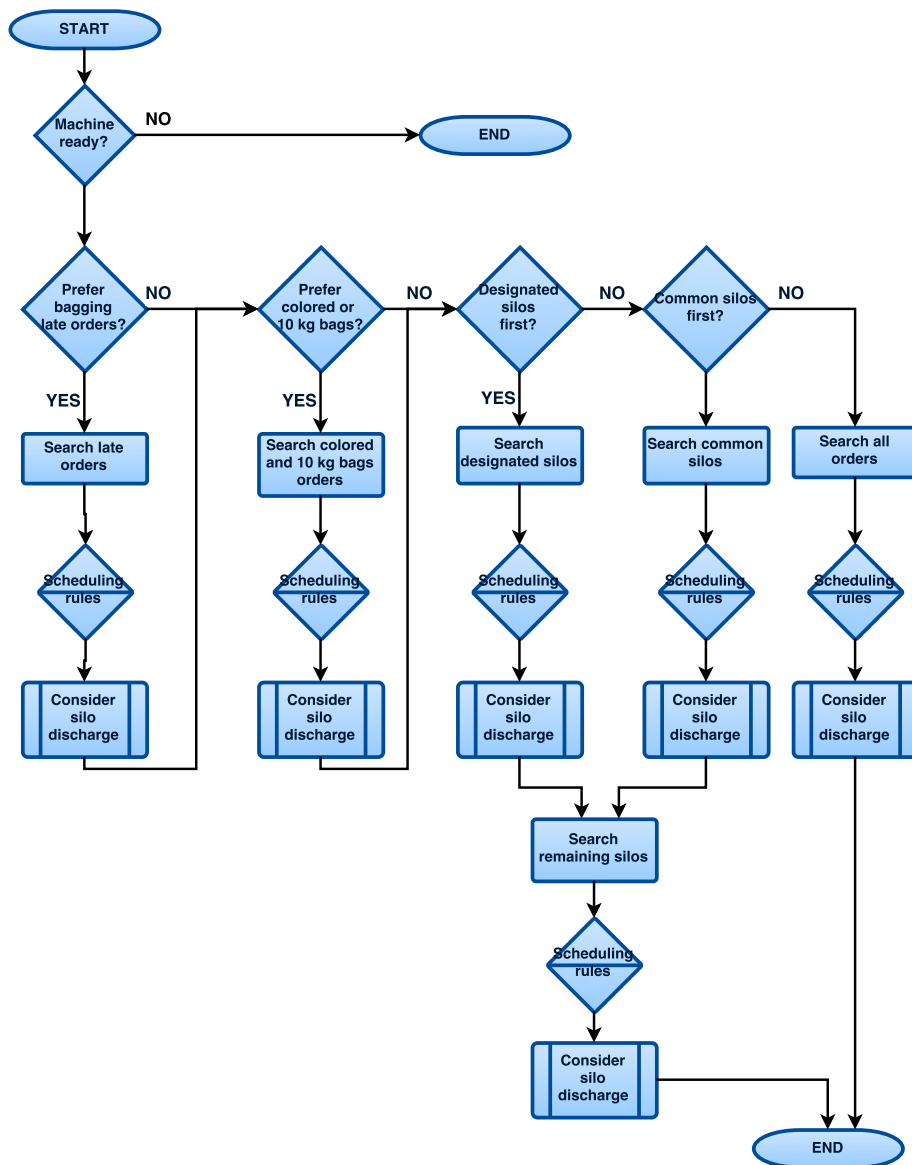 START
Machine
ready?
NO
END
Prefer
bagging
late orders?
NO
Prefer
colored or
10 kg bags?
NO
Designated
silos
first?
NO
Common silos
first?
NO
YES
YES
YES
Search late
orders
Search colored
and 10 kg bags
orders
Search
designated silos
Search common
silos
Search all
orders
Scheduling
rules
Scheduling
rules
Scheduling
rules
Scheduling
rules
Scheduling
rules
Consider
silo
discharge
Consider
silo
discharge
Consider
silo
discharge
Consider
silo
discharge
Consider
silo
discharge
Search
remaining silos
Scheduling
rules
Consider
silo
discharge
END